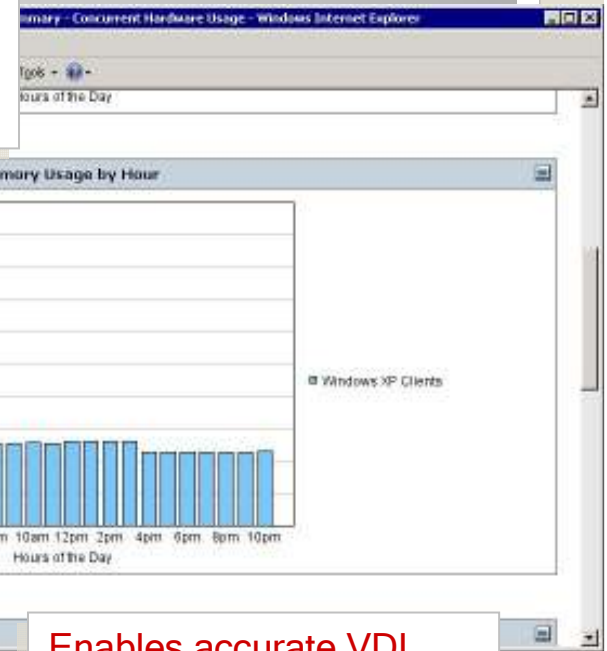 mmary - Concurrent Hardware Usage - Windows Internet Explorer
Tools
Hours of the Day
mory Usage by Hour
Windows XP Clients
10am 12pm 2pm 4pm 6pm 8pm 10pm
Hours of the Day
Enables accurate VDI